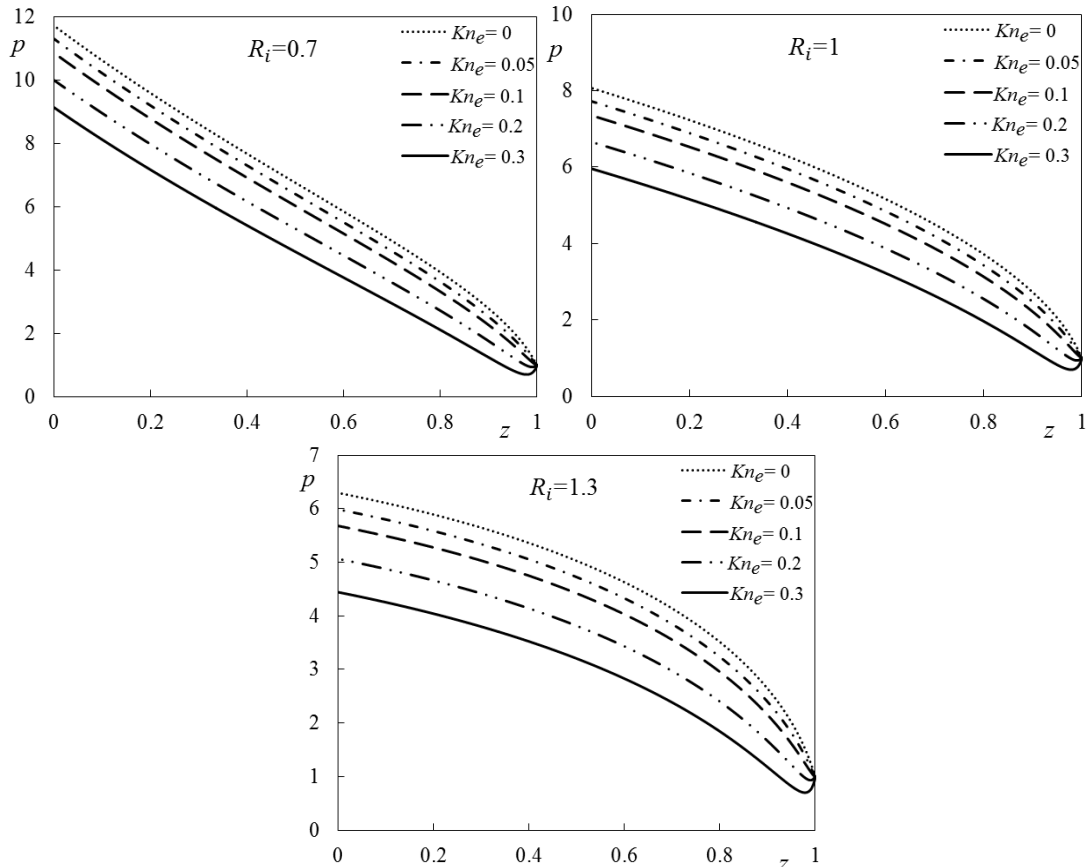 12
10
8
6
4
2
0
p
R_i=0.7
Kn_e= 0
Kn_e= 0.05
Kn_e= 0.1
Kn_e= 0.2
Kn_e= 0.3
0 0.2 0.4 0.6 0.8 1
z
10
8
6
4
2
0
p
R_i=1
Kn_e= 0
Kn_e= 0.05
Kn_e= 0.1
Kn_e= 0.2
Kn_e= 0.3
0 0.2 0.4 0.6 0.8 1
z
7
6
5
4
3
2
1
0
p
R_i=1.3
Kn_e= 0
Kn_e= 0.05
Kn_e= 0.1
Kn_e= 0.2
Kn_e= 0.3
0 0.2 0.4 0.6 0.8 1
z